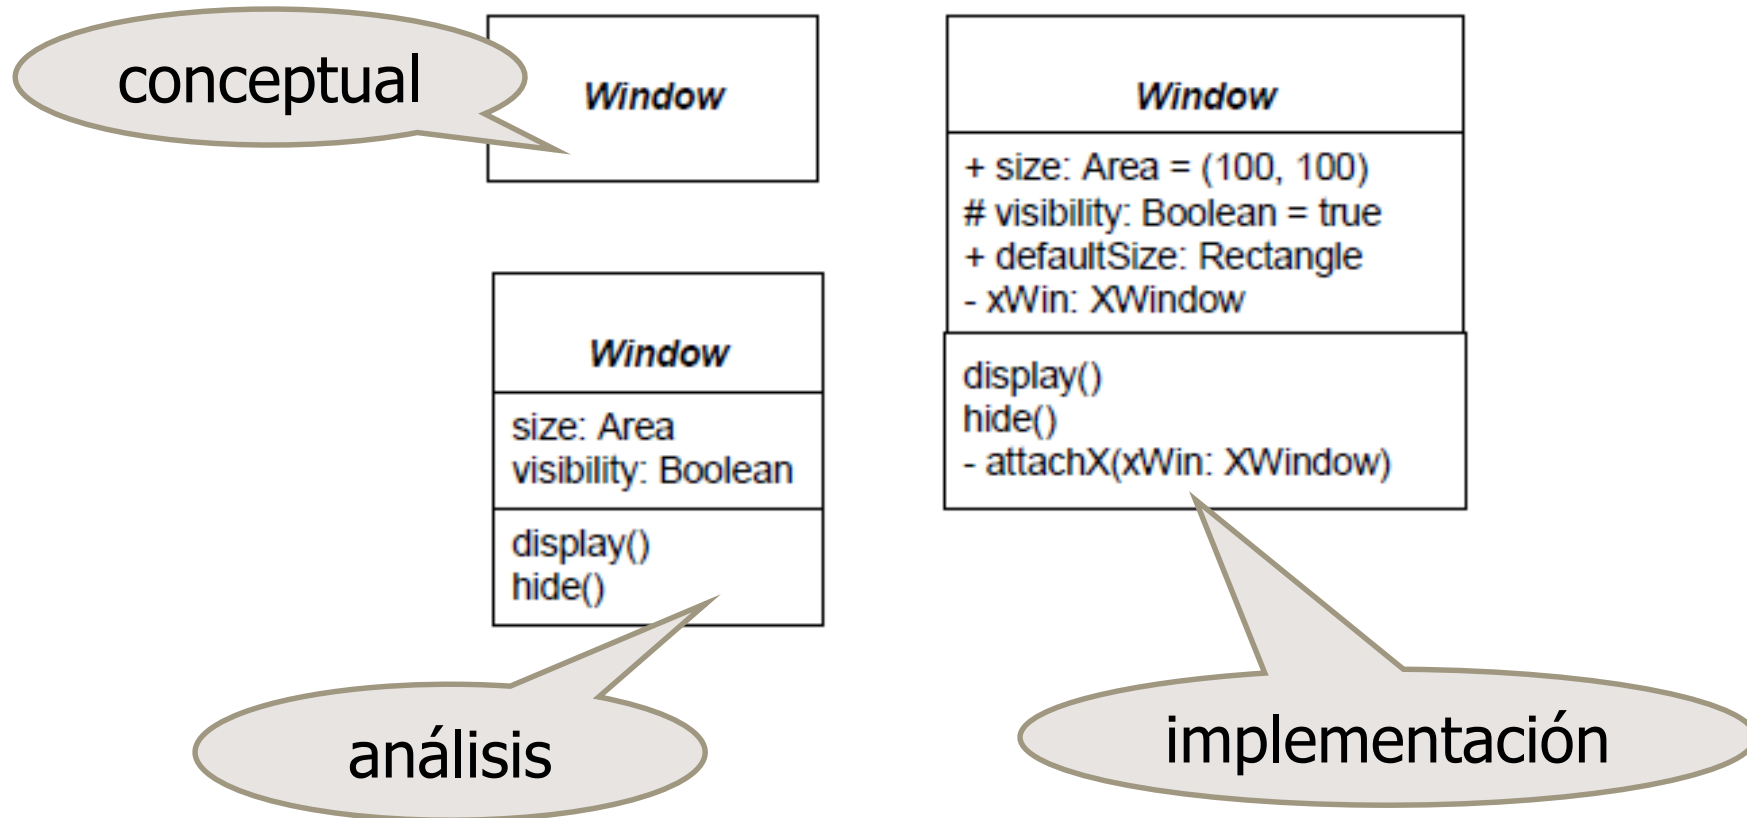 conceptual
Window
Window
size: Area
visibility: Boolean
display()
hide()
análisis
Window
+ size: Area = (100, 100)
# visibility: Boolean = true
+ defaultSize: Rectangle
- xWin: XWindow
display()
hide()
- attachX(xWin: XWindow)
implementación